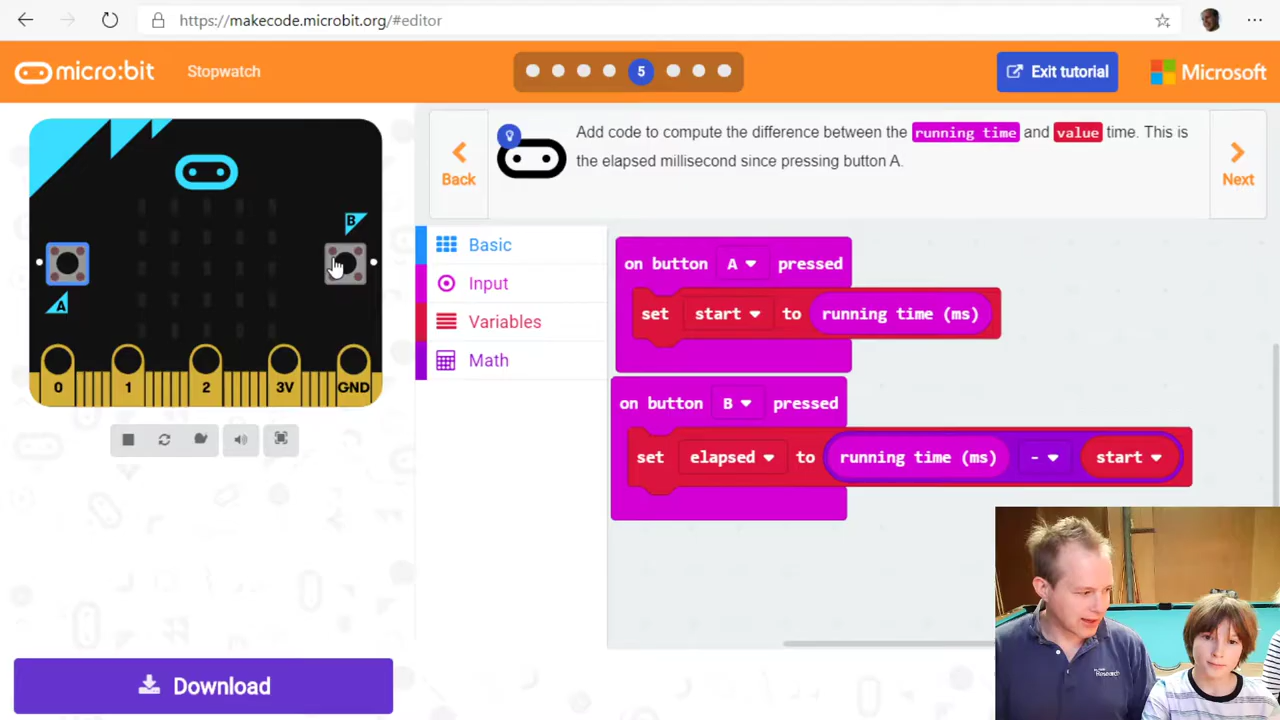 https://makecode.microbit.org/#editor
micro:bit
Stopwatch
5
Exit tutorial
Microsoft
Back
Add code to compute the difference between the running time and value time. This is
the elapsed millisecond since pressing button A.
Next
B
A
0 1 2 3V GND
Basic
Input
Variables
Math
on button A pressed
set start to running time (ms)
on button B pressed
set elapsed to running time (ms) - start
Download
Research